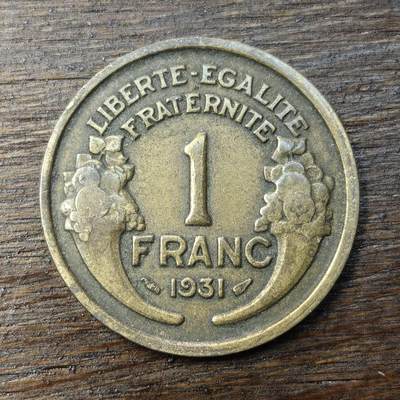 LIBERTE-EGALITE
FRATERNITE
1
FRANC
1931